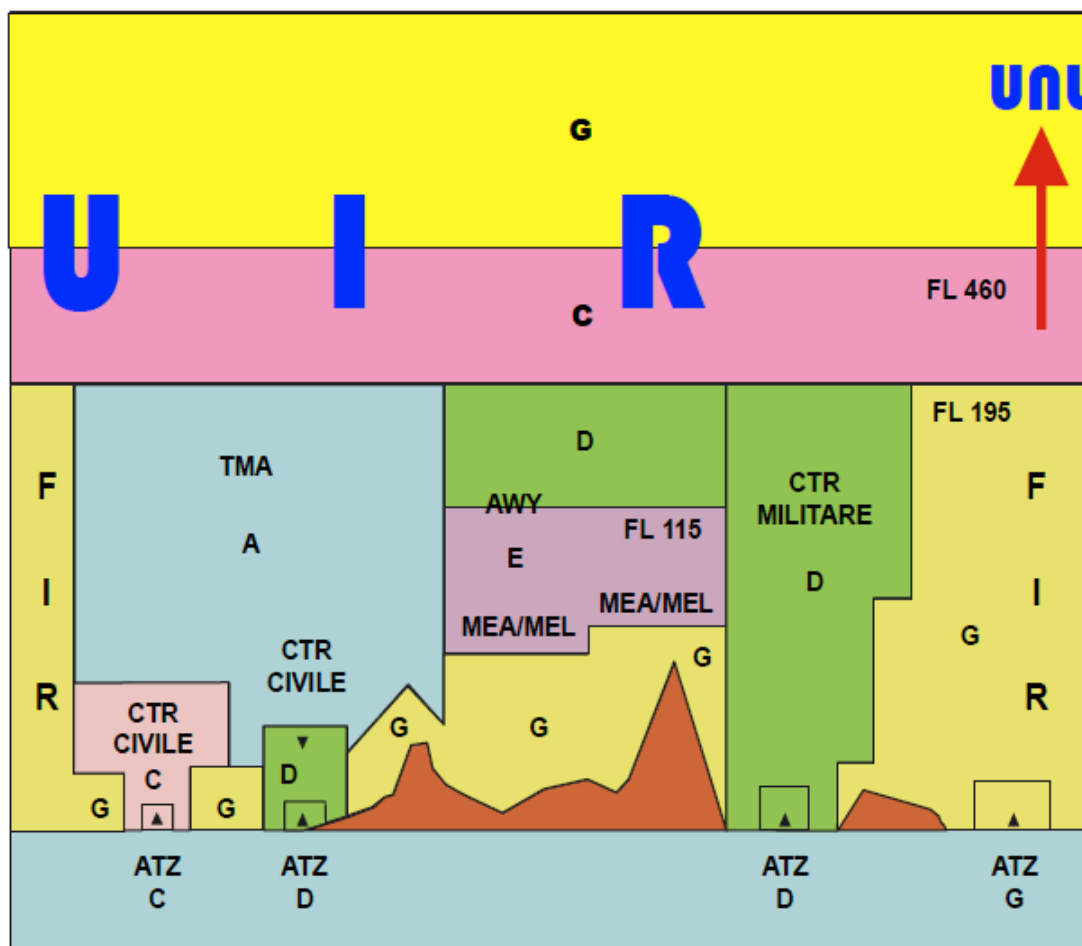 UNL
G
U I R
FL 460
C
FL 195
D
TMA
F
F
CTR
MILITARE
AWY
FL 115
A
E
D
I
I
MEA/MEL
MEA/MEL
G
CTR
CIVILE
G
R
R
CTR
CIVILE
G
G
C
D
G
G
ATZ
C
ATZ
D
ATZ
D
ATZ
G